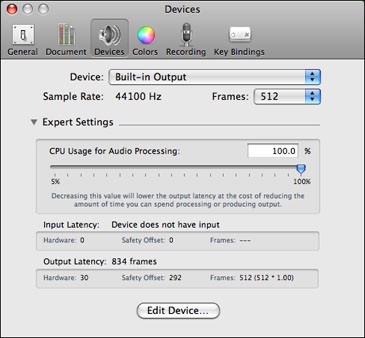 Devices
General Document Devices Colors Recording Key Bindings
Device: Built-in Output
Sample Rate: 44100 Hz Frames: 512
Expert Settings
CPU Usage for Audio Processing: 100.0 %
5% 100%
Decreasing this value will lower the output latency at the cost of reducing the
amount of time you can spend processing or producing output.
Input Latency: Device does not have input
Hardware: 0 Safety Offset: 0 Frames: ---
Output Latency: 834 frames
Hardware: 30 Safety Offset: 292 Frames: 512 (512 * 1.00)
Edit Device...